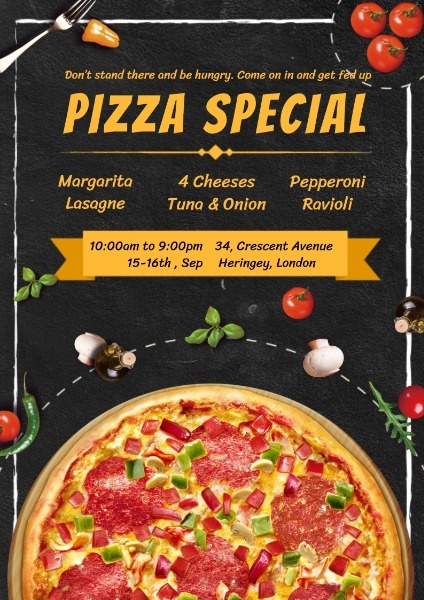 Don't stand there and be hungry. Come on in and get fed up
PIZZA SPECIAL
Margarita 4 Cheeses Pepperoni
Lasagne Tuna & Onion Ravioli
10:00am to 9:00pm 34, Crescent Avenue
15-16th , Sep Heringey, London